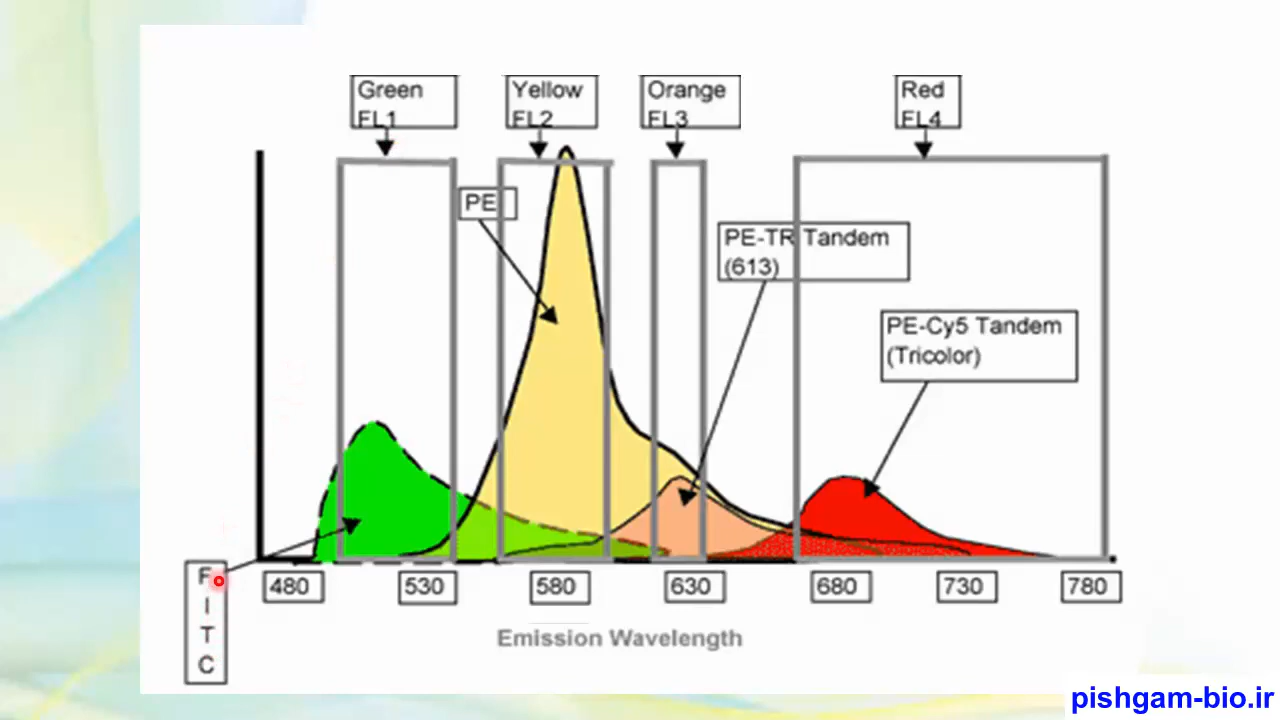 Green
FL1
Yellow
FL2
Orange
FL3
Red
FL4
PE
PE-TR Tandem
(613)
PE-Cy5 Tandem
(Tricolor)
F
I
T
C
480
530
580
630
680
730
780
Emission Wavelength
pishgam-bio.ir